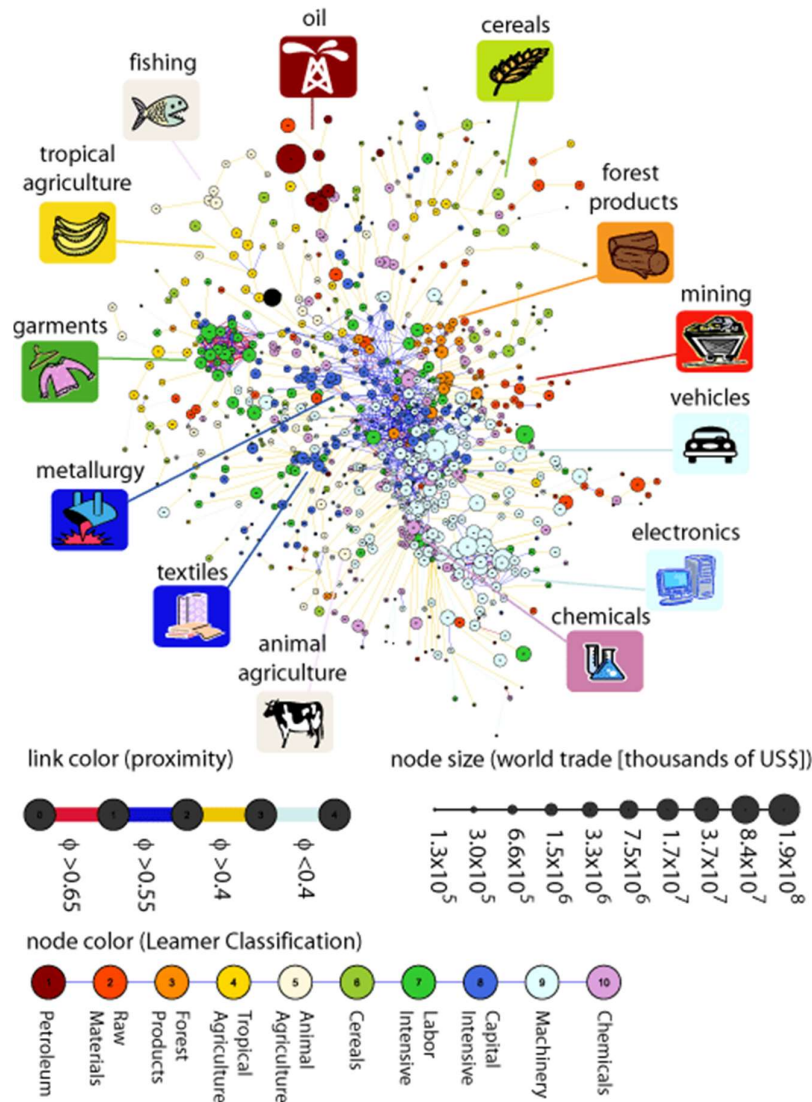 oil
cereals
fishing
tropical
agriculture
forest
products
mining
garments
vehicles
metallurgy
electronics
textiles
chemicals
animal
agriculture
link color (proximity)
0 1 2 3 4
ϕ >0.65
ϕ >0.55
ϕ >0.4
ϕ <0.4
node size (world trade [thousands of US$])
1.3x10⁵
3.0x10⁵
6.6x10⁵
1.5x10⁶
3.3x10⁶
7.5x10⁶
1.7x10⁷
3.7x10⁷
8.4x10⁷
1.9x10⁸
node color (Leamer Classification)
1 2 3 4 5 6 7 8 9 10
Petroleum
Raw
Materials
Forest
Products
Tropical
Agriculture
Animal
Agriculture
Cereals
Labor
Intensive
Capital
Intensive
Machinery
Chemicals